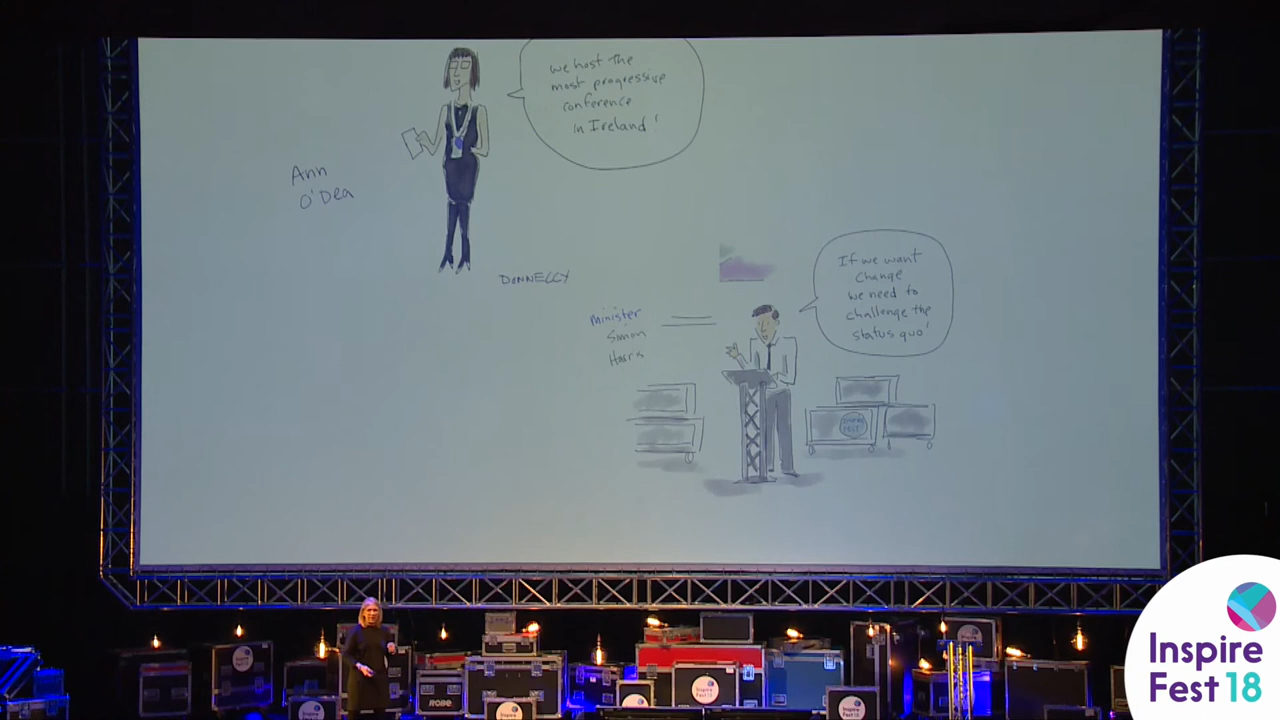 we host the
most progressive
conference
in Ireland'
Ann
O'Dea
DONNELLY
If we want
change
we need to
challenge the
status quo'
Minister
Simon
Harris
ROBE
Inspire
Fest 18